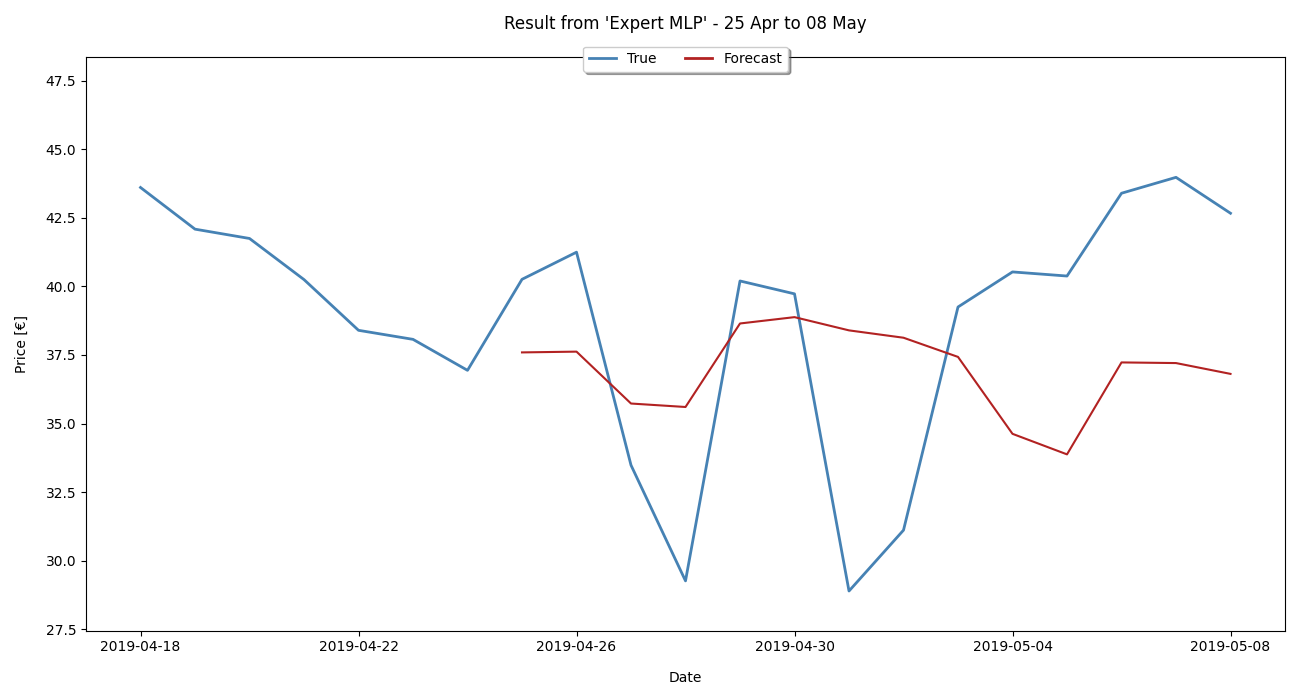 Result from 'Expert MLP' - 25 Apr to 08 May
True Forecast
47.5
45.0
42.5
40.0
37.5
35.0
32.5
30.0
27.5
Price [€]
2019-04-18 2019-04-22 2019-04-26 2019-04-30 2019-05-04 2019-05-08
Date